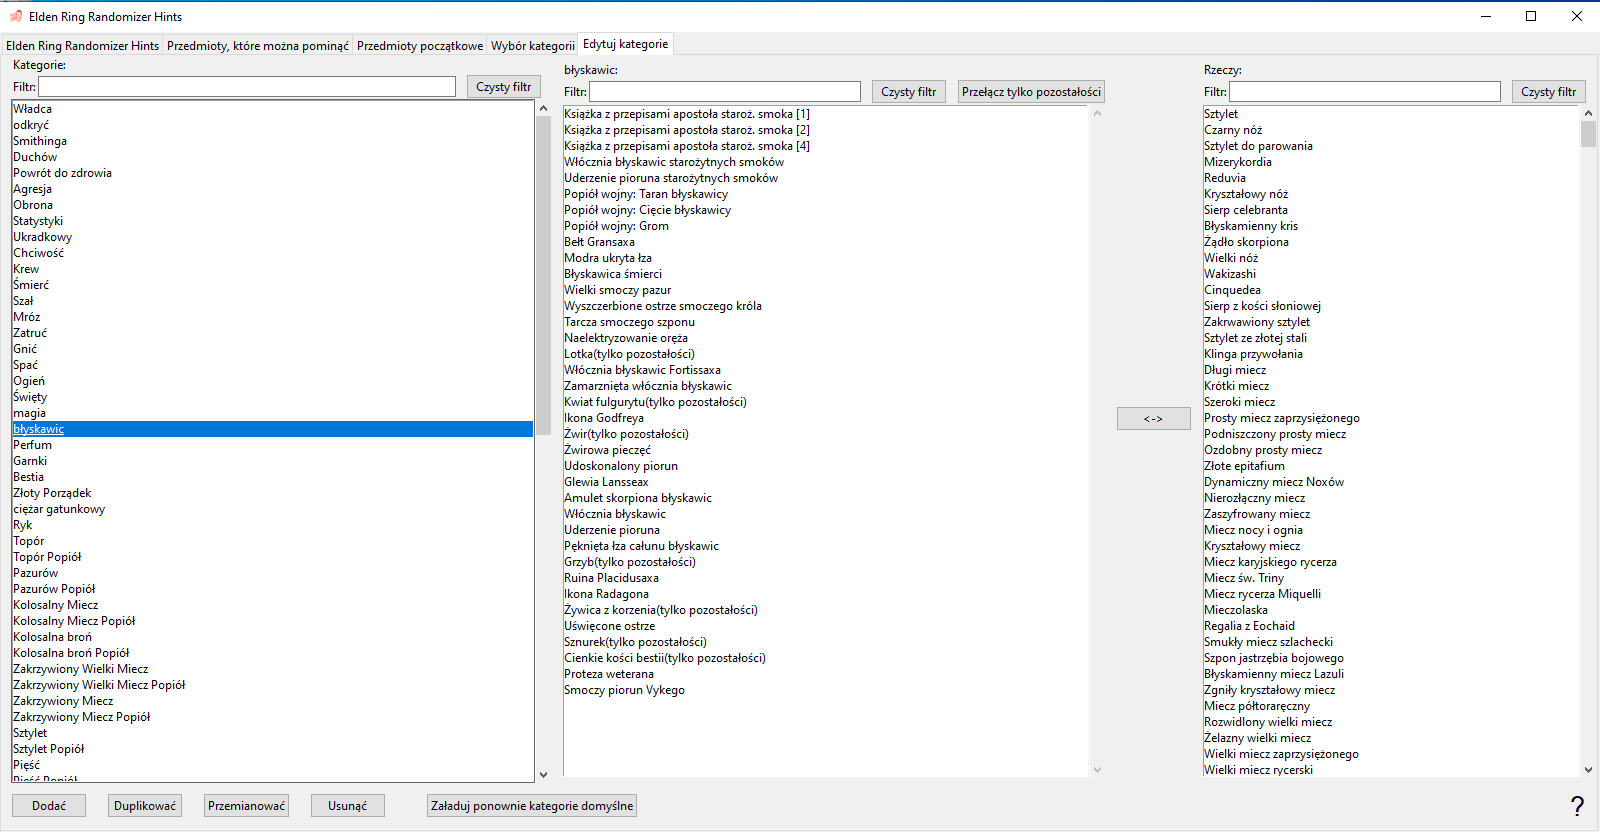 Elden Ring Randomizer Hints
Elden Ring Randomizer Hints
Przedmioty, które można pominąć
Przedmioty początkowe
Wybór kategorii
Edytuj kategorie
Kategorie:
Filtr:
Czysty filtr
Władca
odkryć
Smithinga
Duchów
Powrót do zdrowia
Agresja
Obrona
Statystyki
Ukradkowy
Chciwość
Krew
Śmierć
Szał
Mróz
Zatruć
Gnić
Spać
Ogień
Święty
magia
błyskawic
Perfum
Garnki
Bestia
Złoty Porządek
ciężar gatunkowy
Ryk
Topór
Topór Popiół
Pazurów
Pazurów Popiół
Kolosalny Miecz
Kolosalny Miecz Popiół
Kolosalna broń
Kolosalna broń Popiół
Zakrzywiony Wielki Miecz
Zakrzywiony Wielki Miecz Popiół
Zakrzywiony Miecz
Zakrzywiony Miecz Popiół
Sztylet
Sztylet Popiół
Pięść
Pięść Popiół
Dodać
Duplikować
Przemianować
Usunąć
Załaduj ponownie kategorie domyślne
błyskawic:
Filtr:
Czysty filtr
Przełącz tylko pozostałości
Książka z przepisami apostoła staroż. smoka [1]
Książka z przepisami apostoła staroż. smoka [2]
Książka z przepisami apostoła staroż. smoka [4]
Włócznia błyskawic starożytnych smoków
Uderzenie pioruna starożytnych smoków
Popiół wojny: Taran błyskawicy
Popiół wojny: Cięcie błyskawicy
Popiół wojny: Grom
Bełt Gransaxa
Modra ukryta łza
Błyskawica śmierci
Wielki smoczy pazur
Wyszczerbione ostrze smoczego króla
Tarcza smoczego szponu
Naelektryzowanie oręża
Lotka(tylko pozostałości)
Włócznia błyskawic Fortissaxa
Zamarznięta włócznia błyskawic
Kwiat fulgurytu(tylko pozostałości)
Ikona Godfreya
Żwir(tylko pozostałości)
Żwirowa pieczęć
Udoskonalony piorun
Glewia Lansseax
Amulet skorpiona błyskawic
Włócznia błyskawic
Uderzenie pioruna
Pęknięta łza całunu błyskawic
Grzyb(tylko pozostałości)
Ruina Placidusaxa
Ikona Radagona
Żywica z korzenia(tylko pozostałości)
Uświęcone ostrze
Sznurek(tylko pozostałości)
Cienkie kości bestii(tylko pozostałości)
Proteza weterana
Smoczy piorun Vykego
<->
Rzeczy:
Filtr:
Czysty filtr
Sztylet
Czarny nóż
Sztylet do parowania
Mizerykordia
Reduvia
Kryształowy nóż
Sierp celebranta
Błyskamienny kris
Żądło skorpiona
Wielki nóż
Wakizashi
Cinquedea
Sierp z kości słoniowej
Zakrwawiony sztylet
Sztylet ze złotej stali
Klinga przywołania
Długi miecz
Krótki miecz
Szeroki miecz
Prosty miecz zaprzysiężonego
Podniszczony prosty miecz
Ozdobny prosty miecz
Złote epitafium
Dynamiczny miecz Noxów
Nierozłączny miecz
Zaszyfrowany miecz
Miecz nocy i ognia
Kryształowy miecz
Miecz karyjskiego rycerza
Miecz św. Triny
Miecz rycerza Miquelli
Mieczolaska
Regalia z Eochaid
Smukły miecz szlachecki
Szpon jastrzębia bojowego
Błyskamienny miecz Lazuli
Zgniły kryształowy miecz
Miecz półtoraręczny
Rozwidlony wielki miecz
Żelazny wielki miecz
Wielki miecz zaprzysiężonego
Wielki miecz rycerski
?